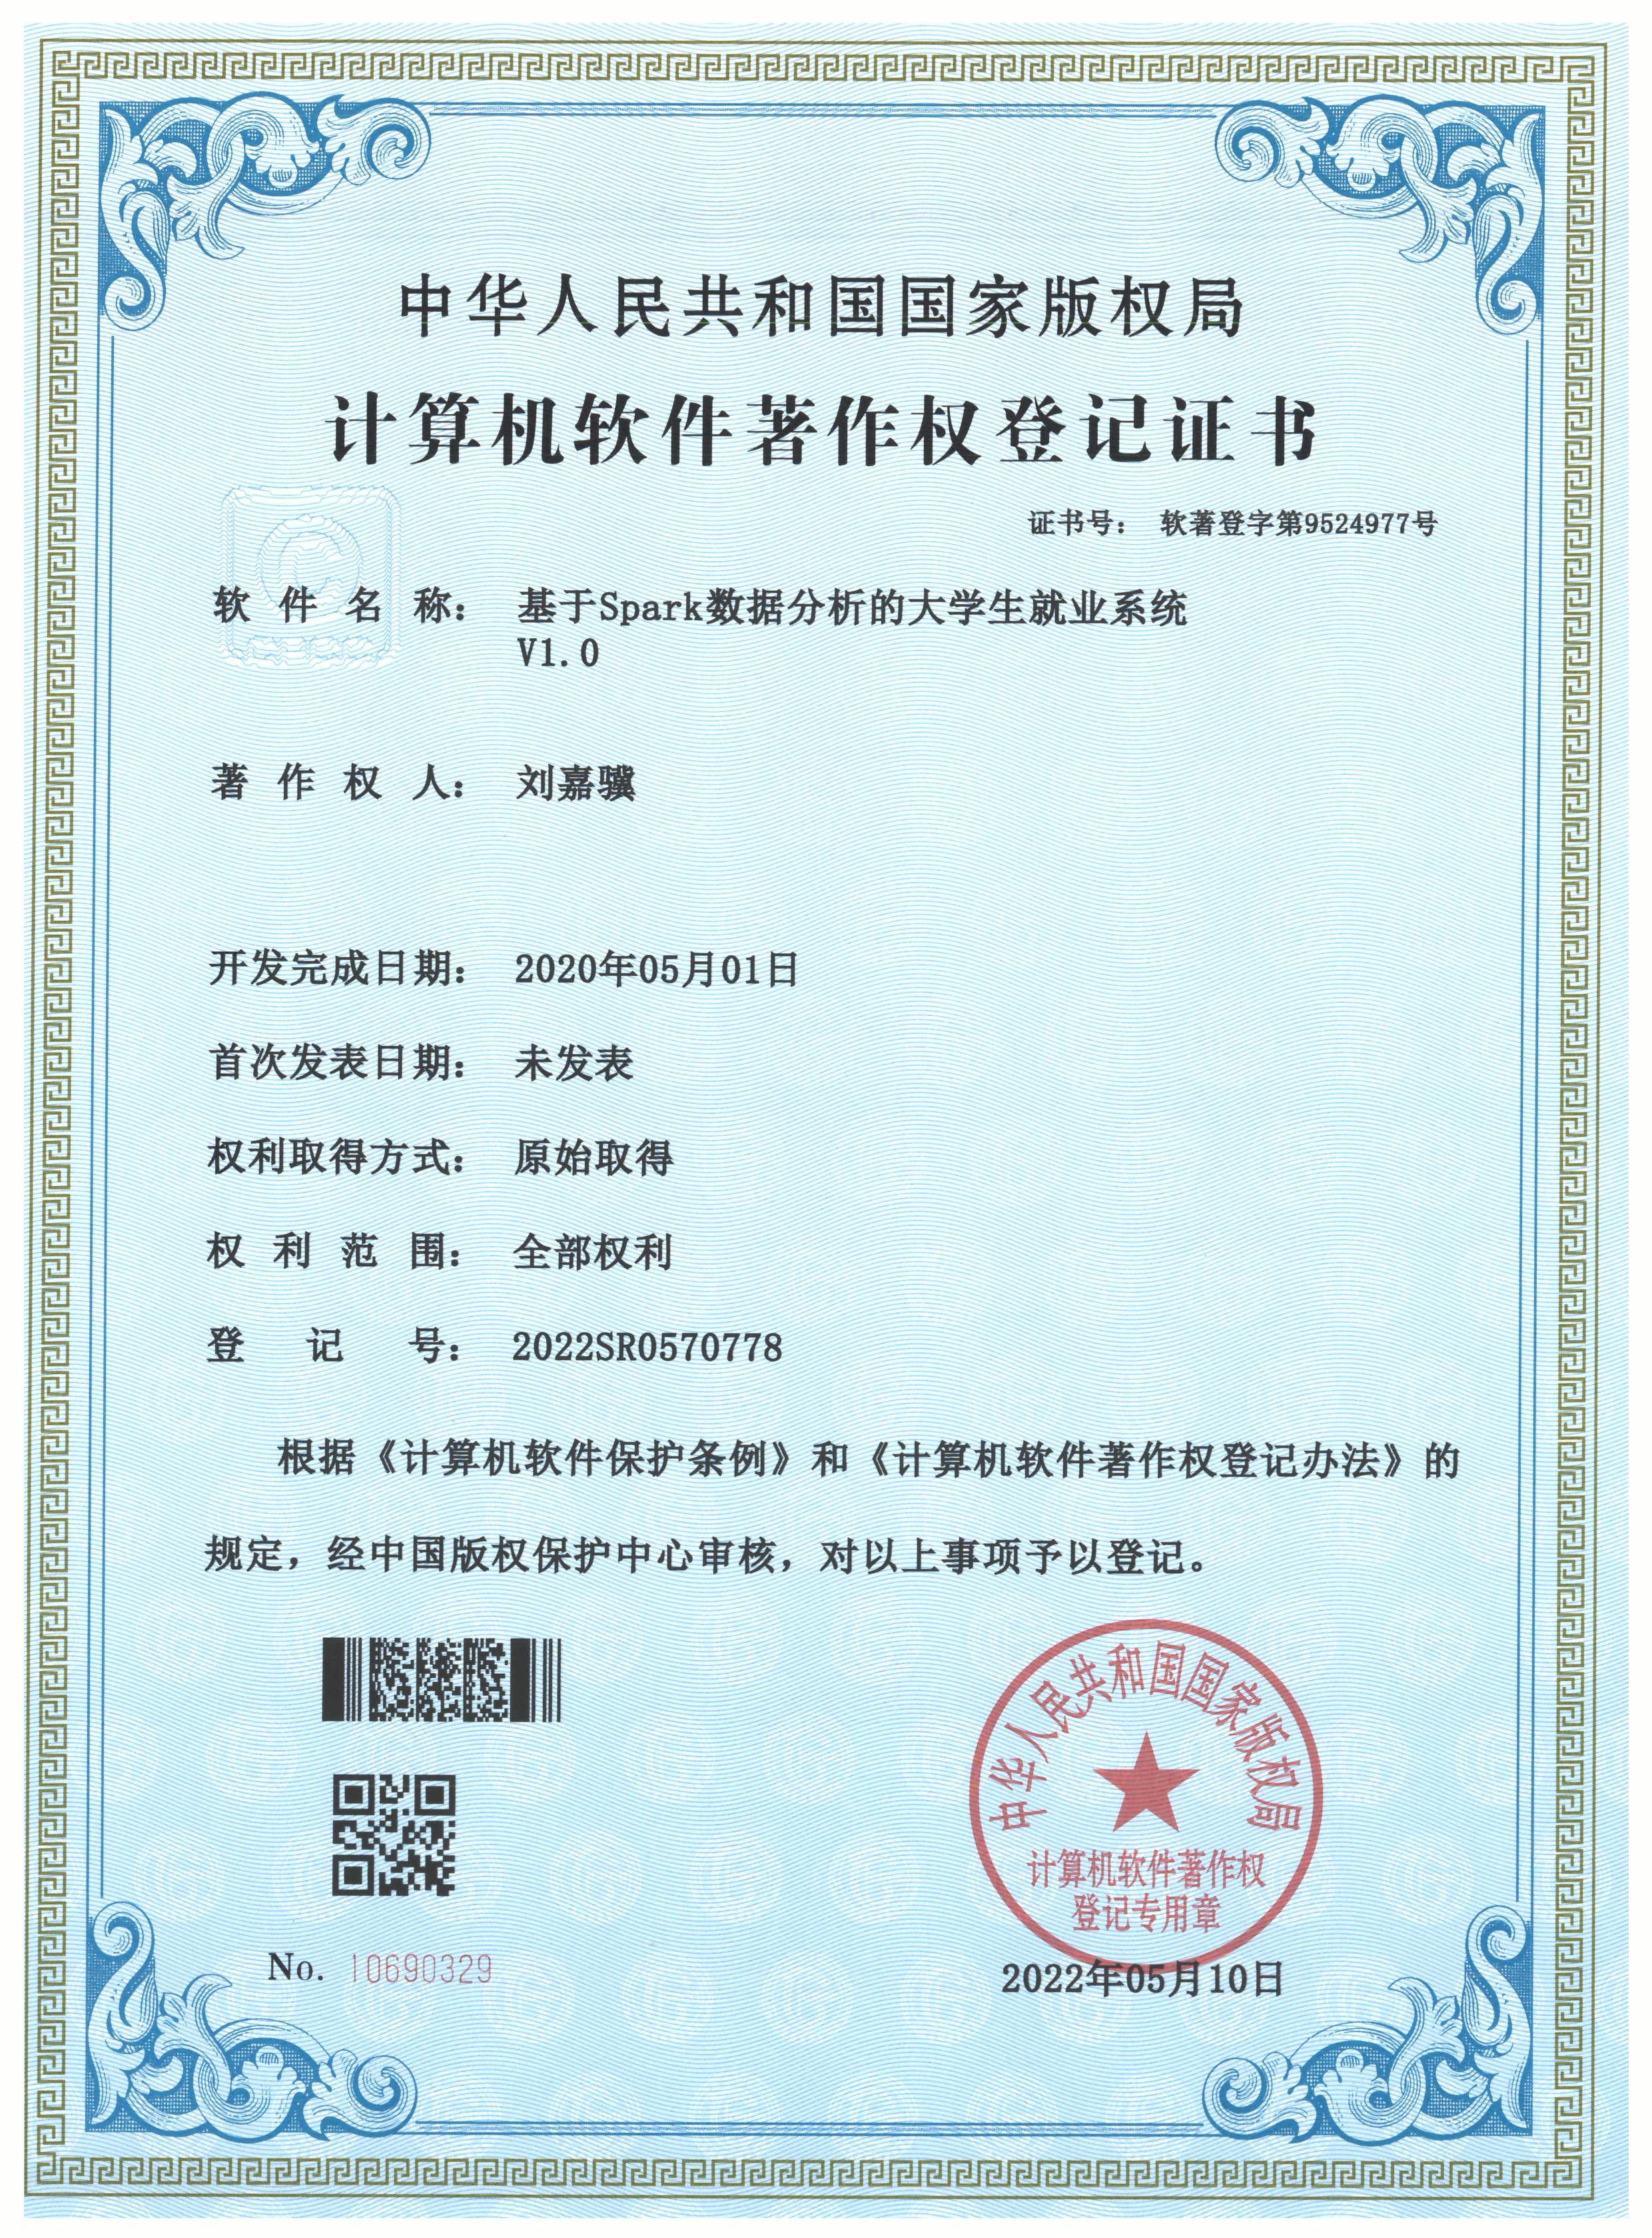 中华人民共和国国家版权局
计算机软件著作权登记证书
证书号： 软著登字第9524977号
软件名称： 基于Spark数据分析的大学生就业系统
V1.0
著作权人： 刘嘉骥
开发完成日期： 2020年05月01日
首次发表日期： 未发表
权利取得方式： 原始取得
权利范围： 全部权利
登记号： 2022SR0570778
根据《计算机软件保护条例》和《计算机软件著作权登记办法》的
规定，经中国版权保护中心审核，对以上事项予以登记。
中华人民共和国国家版权局
计算机软件著作权
登记专用章
No. 10690329
2022年05月10日